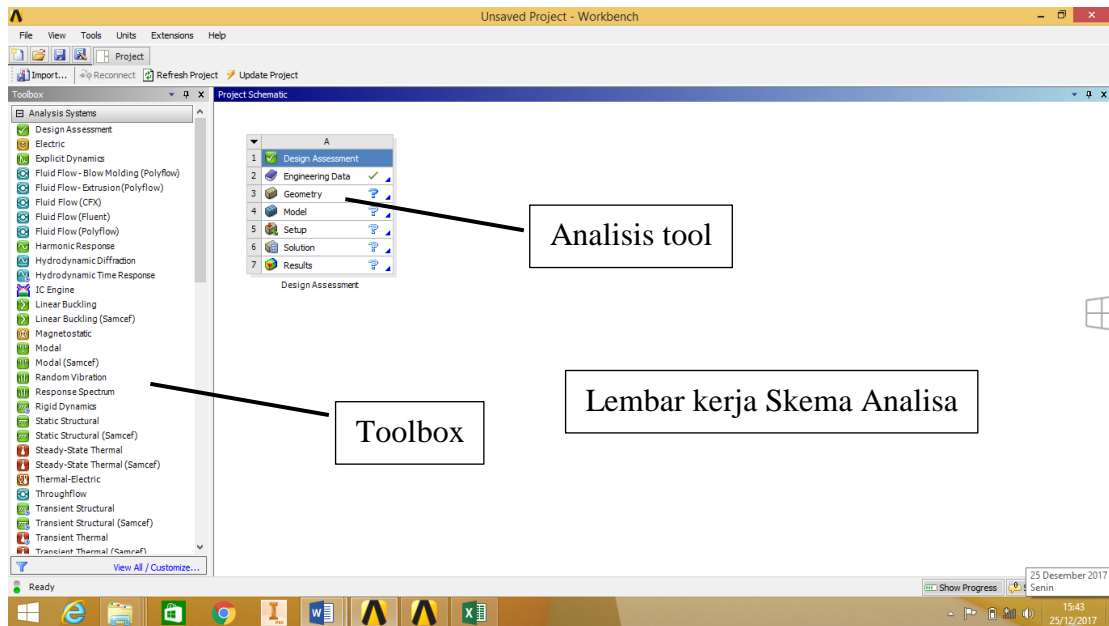 Unsaved Project - Workbench
File View Tools Units Extensions Help
Project
Import... Reconnect Refresh Project Update Project
Toolbox
Project Schematic
Analysis Systems
Design Assessment
Electric
Explicit Dynamics
Fluid Flow - Blow Molding (Polyflow)
Fluid Flow - Extrusion (Polyflow)
Fluid Flow (CFX)
Fluid Flow (Fluent)
Fluid Flow (Polyflow)
Harmonic Response
Hydrodynamic Diffraction
Hydrodynamic Time Response
IC Engine
Linear Buckling
Linear Buckling (Samcef)
Magnetostatic
Modal
Modal (Samcef)
Random Vibration
Response Spectrum
Rigid Dynamics
Static Structural
Static Structural (Samcef)
Steady-State Thermal
Steady-State Thermal (Samcef)
Thermal-Electric
Throughflow
Transient Structural
Transient Structural (Samcef)
Transient Thermal
Transient Thermal (Samcef)
View All / Customize...
A
1 Design Assessment
2 Engineering Data
3 Geometry ?
4 Model ?
5 Setup ?
6 Solution ?
7 Results ?
Design Assessment
Analisis tool
Toolbox
Lembar kerja Skema Analisa
Ready
Show Progress
25 Desember 2017
Senin
15:43
25/12/2017